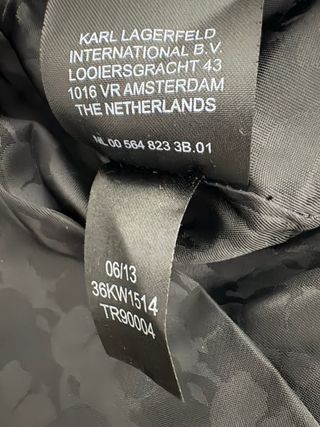 KARL LAGERFELD
INTERNATIONAL B.V.
LOOIERSGRACHT 43
1016 VR AMSTERDAM
THE NETHERLANDS
NL 00 564 823 3B.01
06/13
36KW1514
TR90004